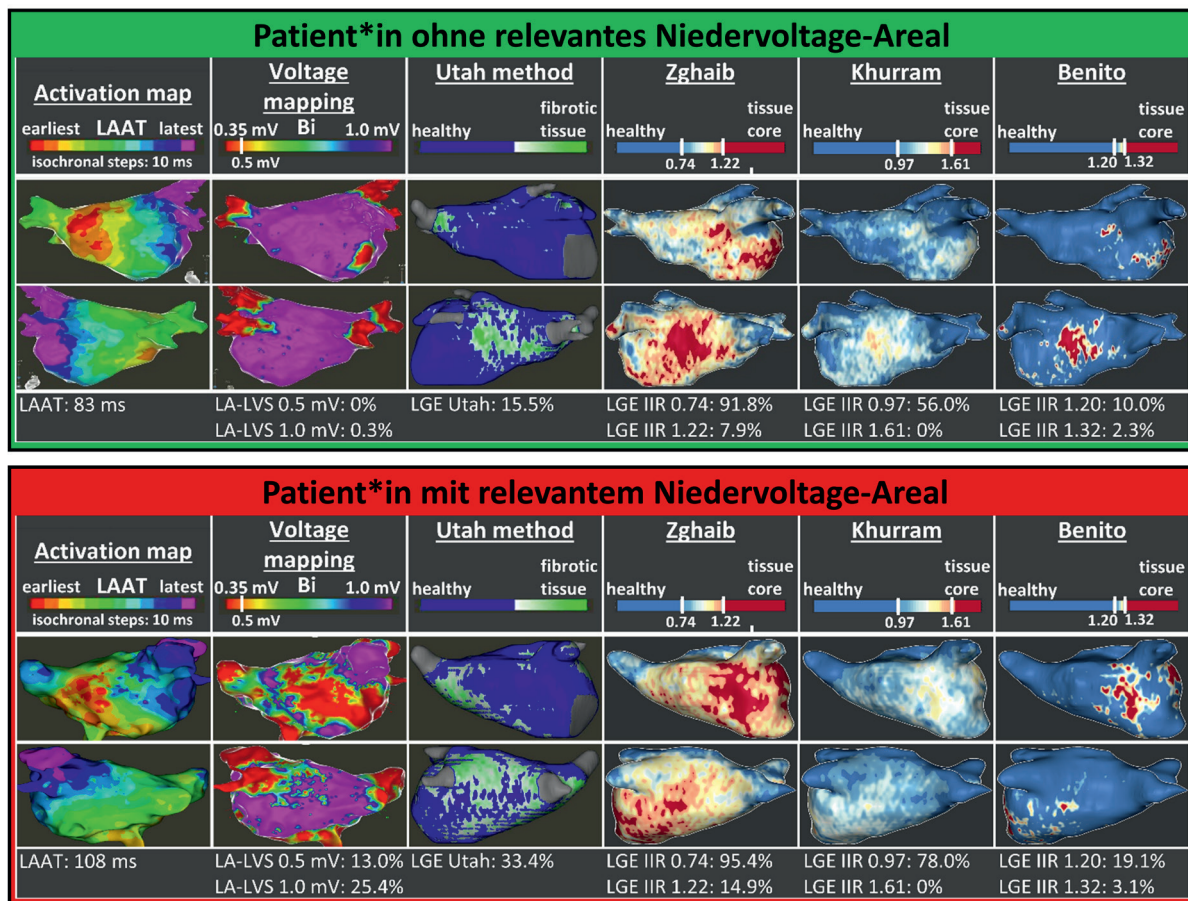 Patient*in ohne relevantes Niedervoltage-Areal
Activation map
earliest LAAT latest
isochronal steps: 10 ms
Voltage
mapping
0.35 mV Bi 1.0 mV
0.5 mV
Utah method
fibrotic
healthy tissue
Zghaib
tissue
healthy core
0.74 1.22
Khurram
tissue
healthy core
0.97 1.61
Benito
tissue
healthy core
1.20 1.32
LAAT: 83 ms
LA-LVS 0.5 mV: 0%
LA-LVS 1.0 mV: 0.3%
LGE Utah: 15.5%
LGE IIR 0.74: 91.8%
LGE IIR 1.22: 7.9%
LGE IIR 0.97: 56.0%
LGE IIR 1.61: 0%
LGE IIR 1.20: 10.0%
LGE IIR 1.32: 2.3%
Patient*in mit relevantem Niedervoltage-Areal
Activation map
earliest LAAT latest
isochronal steps: 10 ms
Voltage
mapping
0.35 mV Bi 1.0 mV
0.5 mV
Utah method
fibrotic
healthy tissue
Zghaib
tissue
healthy core
0.74 1.22
Khurram
tissue
healthy core
0.97 1.61
Benito
tissue
healthy core
1.20 1.32
LAAT: 108 ms
LA-LVS 0.5 mV: 13.0%
LA-LVS 1.0 mV: 25.4%
LGE Utah: 33.4%
LGE IIR 0.74: 95.4%
LGE IIR 1.22: 14.9%
LGE IIR 0.97: 78.0%
LGE IIR 1.61: 0%
LGE IIR 1.20: 19.1%
LGE IIR 1.32: 3.1%